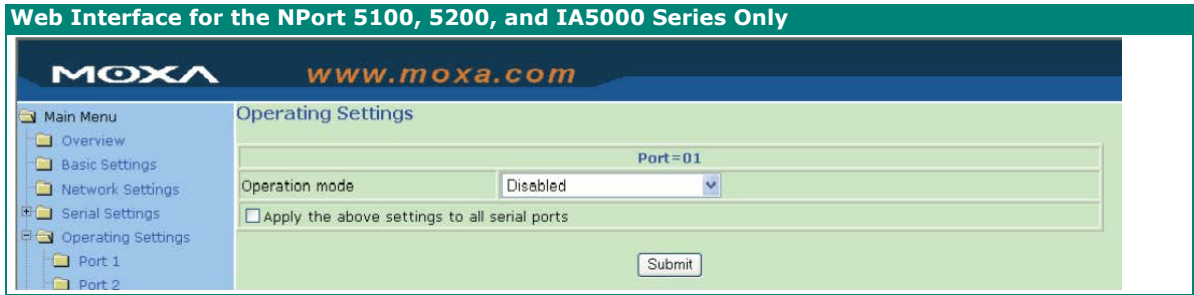 Web Interface for the NPort 5100, 5200, and IA5000 Series Only
MOXA www.moxa.com
Main Menu
Overview
Basic Settings
Network Settings
Serial Settings
Operating Settings
Port 1
Port 2
Operating Settings
Port=01
Operation mode Disabled
Apply the above settings to all serial ports
Submit